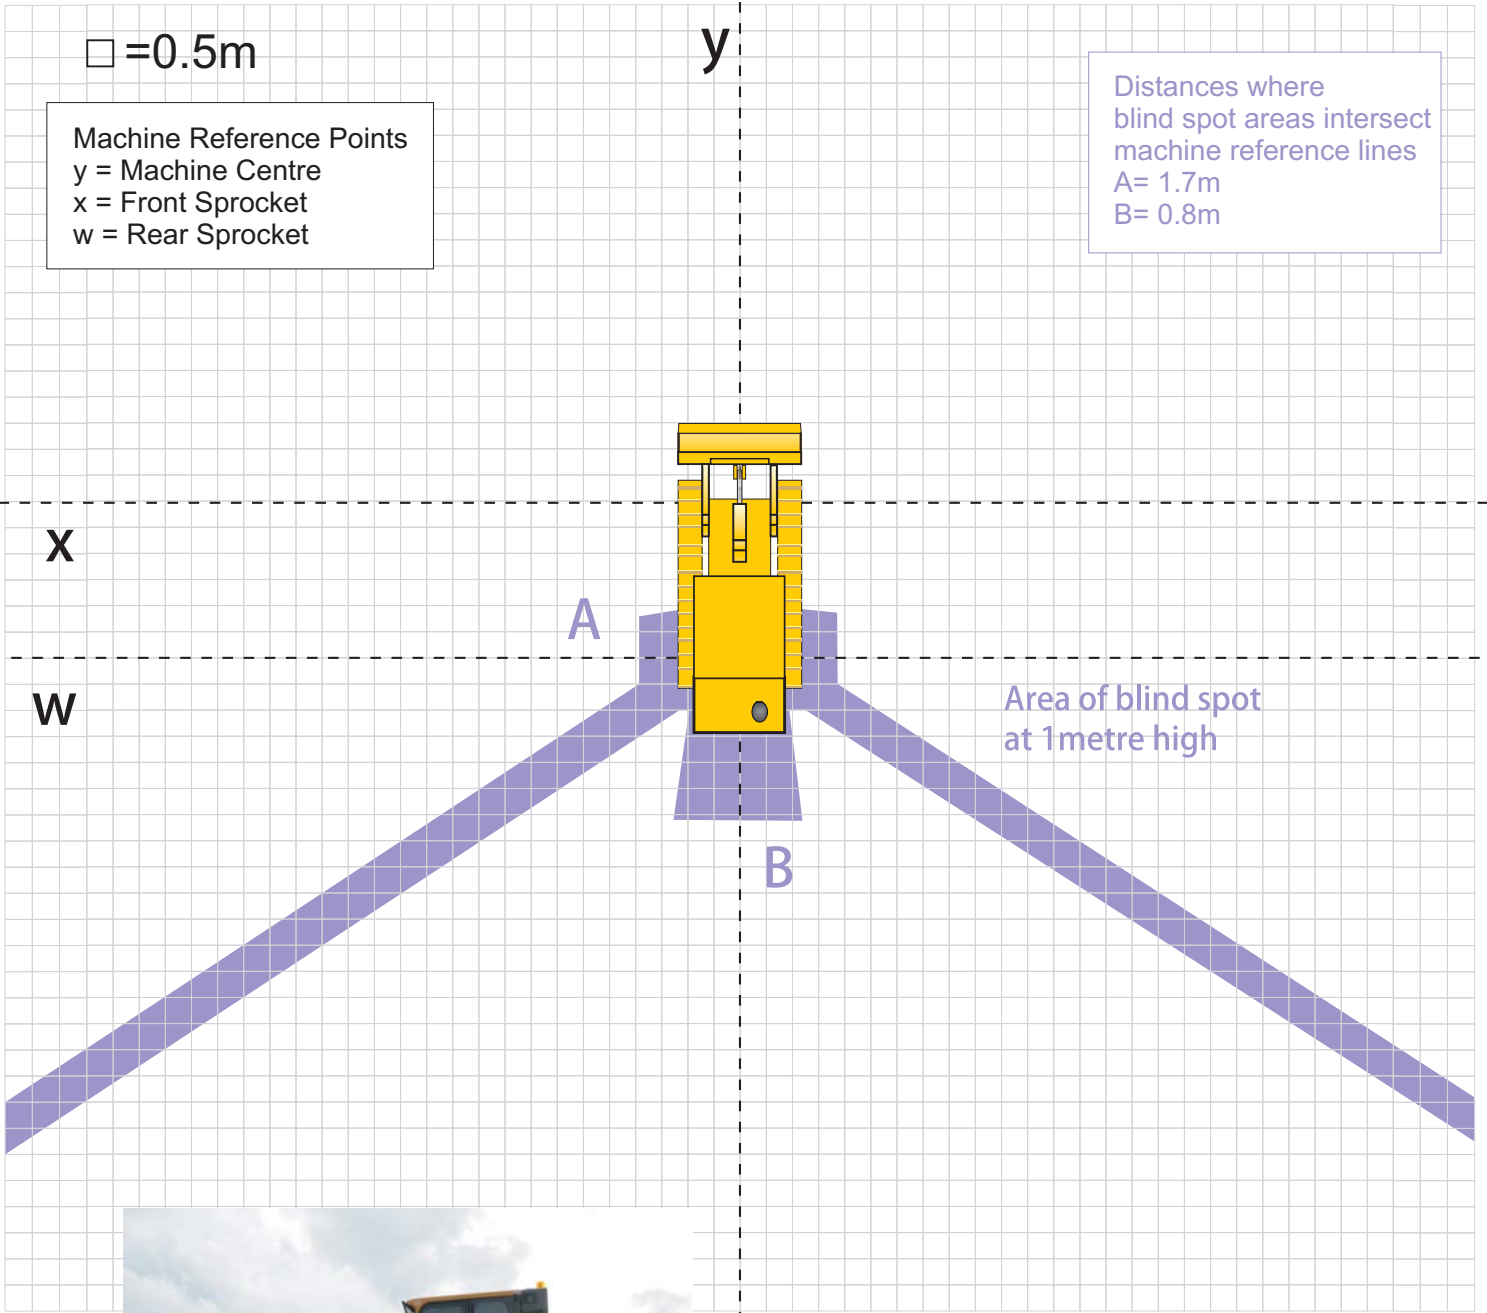 □ =0.5m
y
Machine Reference Points
y = Machine Centre
x = Front Sprocket
w = Rear Sprocket
Distances where
blind spot areas intersect
machine reference lines
A= 1.7m
B= 0.8m
x
A
w
Area of blind spot
at 1metre high
B